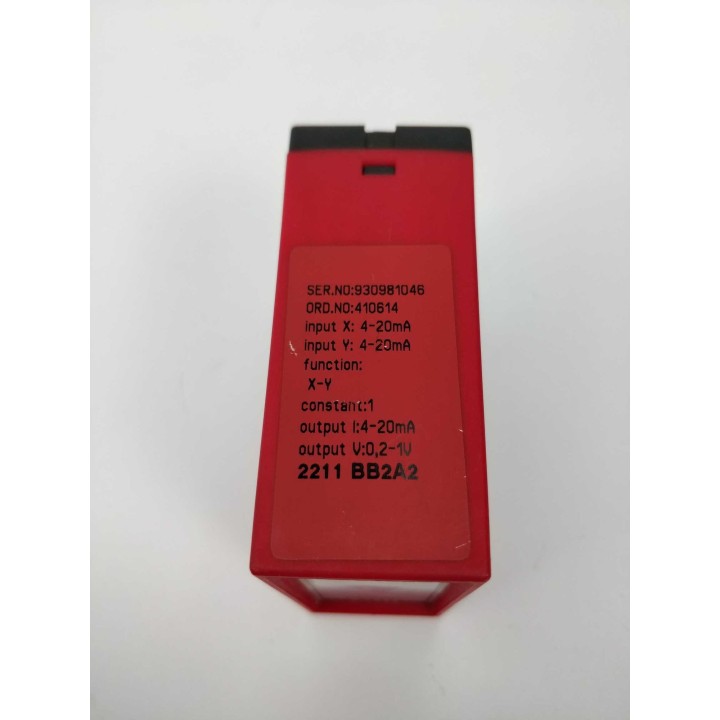 SER.NO:930981046
ORD.NO:410614
input X: 4-20mA
input Y: 4-20mA
function:
X-Y
constant:1
output I:4-20mA
output V:0,2-1V
2211 BB2A2